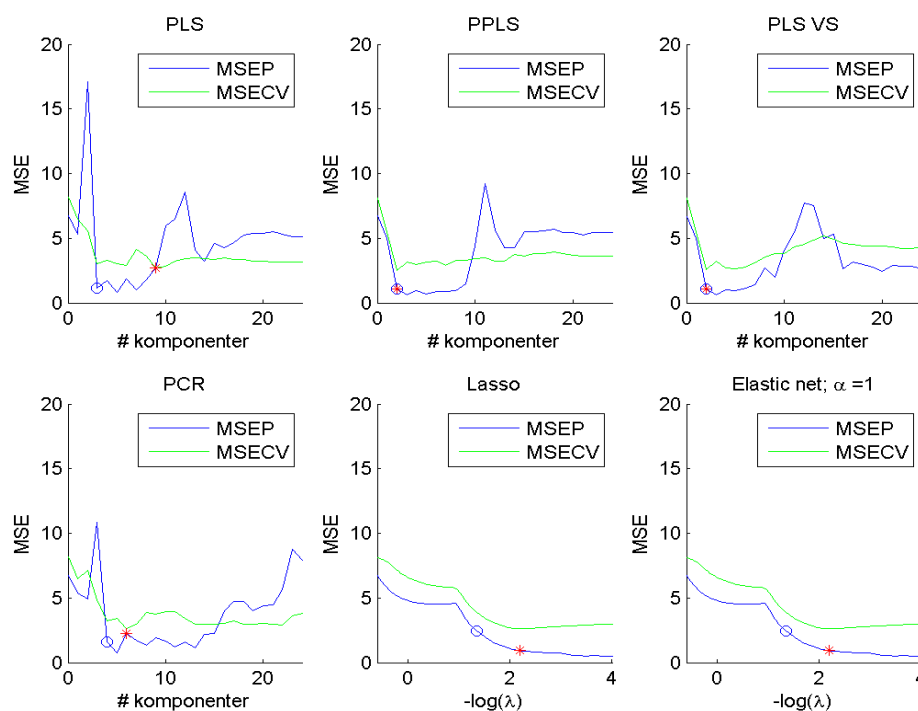 PLS
PPLS
PLS VS
20
15
10
5
0
MSE
MSEP
MSECV
0 10 20
# komponenter
20
15
10
5
0
MSE
MSEP
MSECV
0 10 20
# komponenter
20
15
10
5
0
MSE
MSEP
MSECV
0 10 20
# komponenter
PCR
Lasso
Elastic net; α =1
20
15
10
5
0
MSE
MSEP
MSECV
0 10 20
# komponenter
20
15
10
5
0
MSE
MSEP
MSECV
0 2 4
-log(λ)
20
15
10
5
0
MSE
MSEP
MSECV
0 2 4
-log(λ)